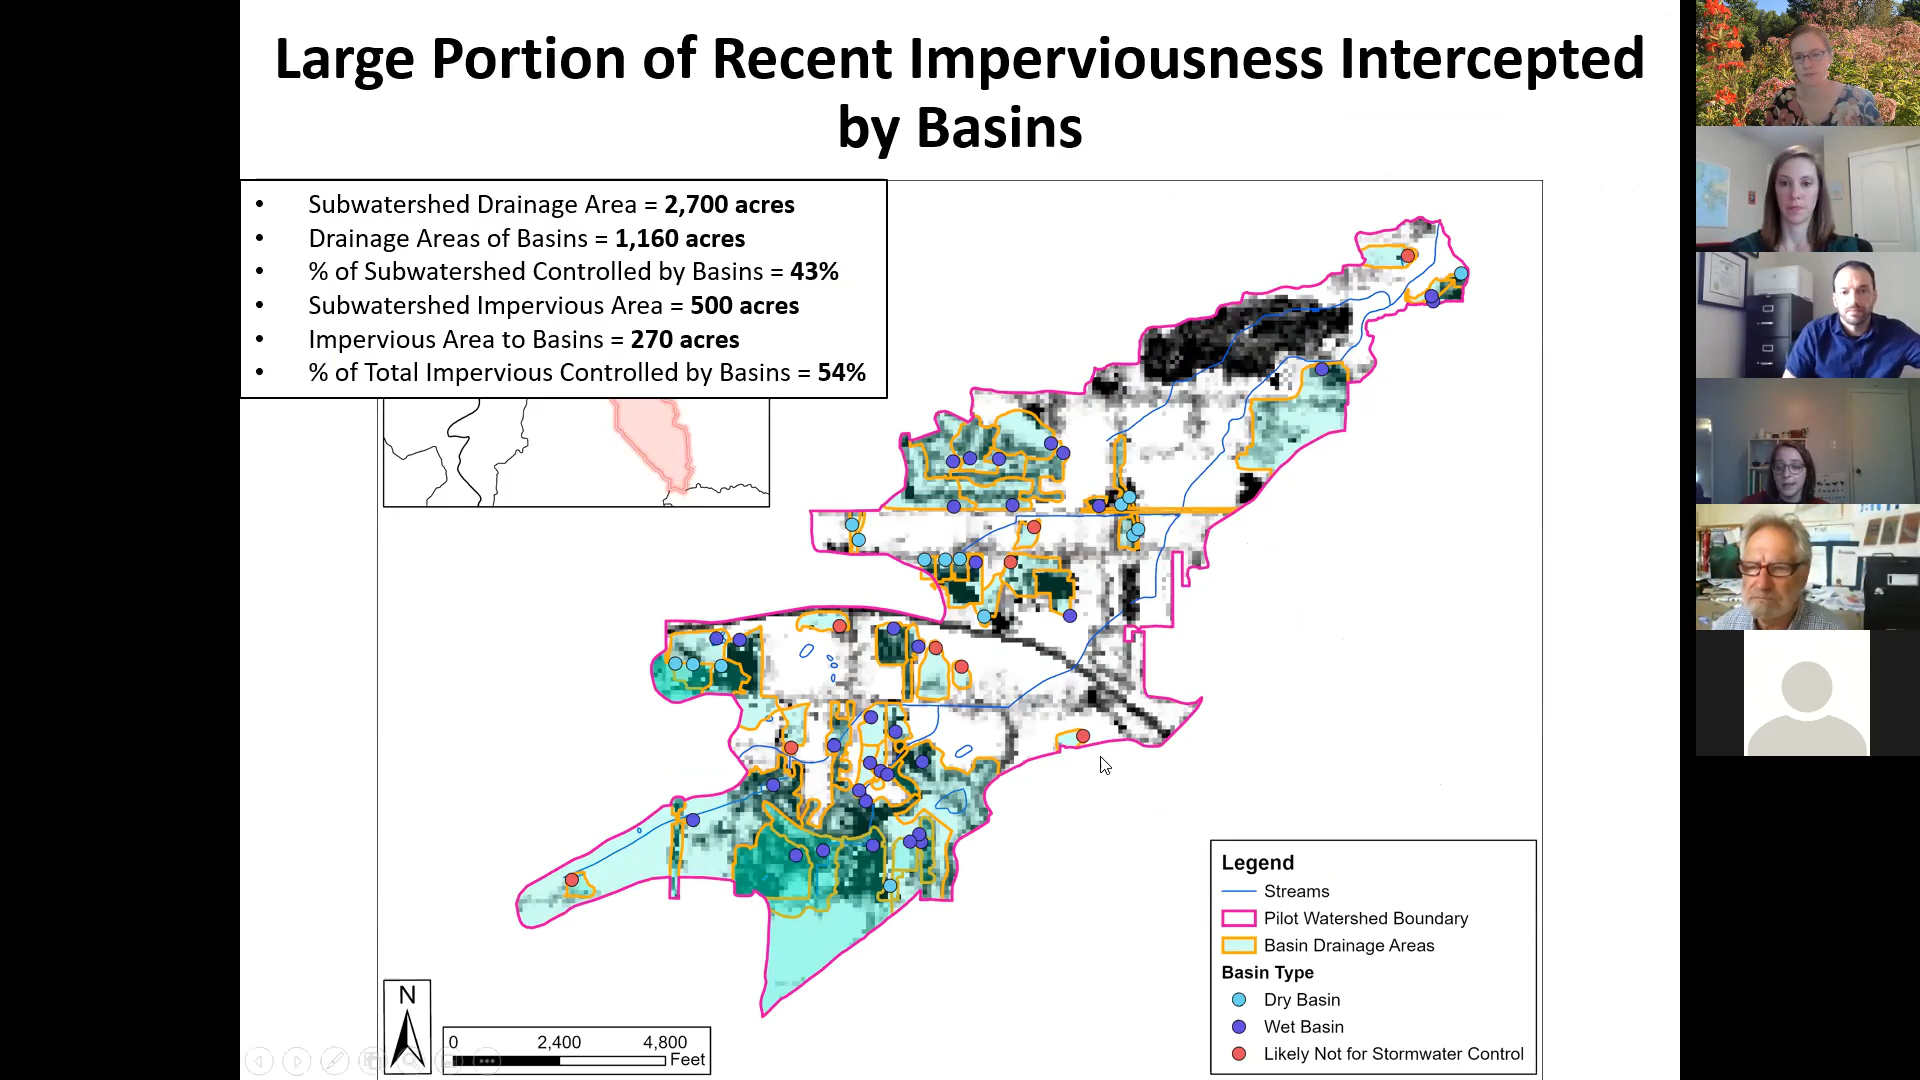 Large Portion of Recent Imperviousness Intercepted
by Basins
• Subwatershed Drainage Area = 2,700 acres
• Drainage Areas of Basins = 1,160 acres
• % of Subwatershed Controlled by Basins = 43%
• Subwatershed Impervious Area = 500 acres
• Impervious Area to Basins = 270 acres
• % of Total Impervious Controlled by Basins = 54%
Legend
Streams
Pilot Watershed Boundary
Basin Drainage Areas
Basin Type
Dry Basin
Wet Basin
Likely Not for Stormwater Control
N
0 2,400 4,800
Feet